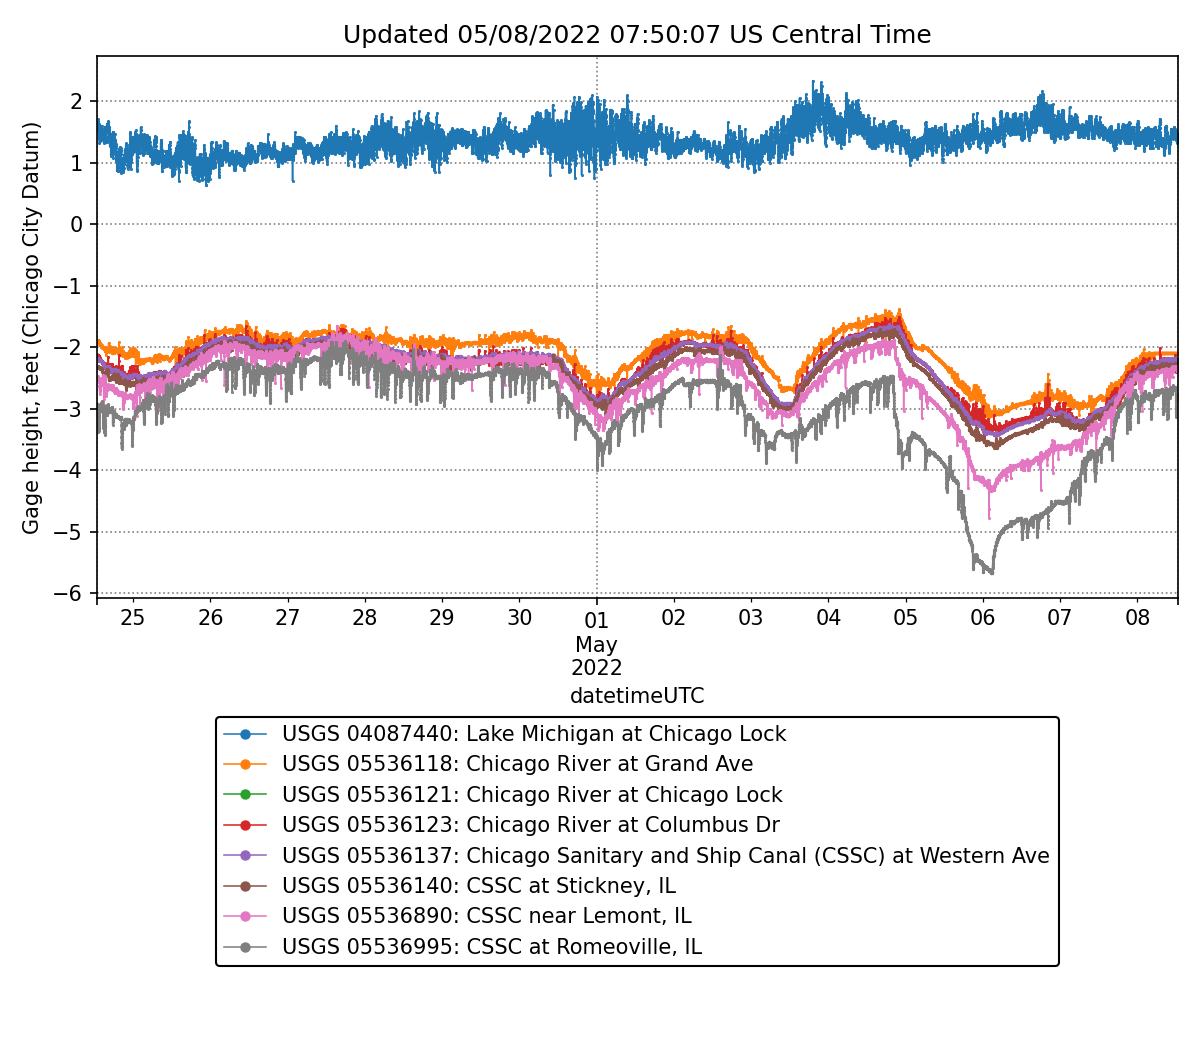 Updated 05/08/2022 07:50:07 US Central Time
Gage height, feet (Chicago City Datum)
2
1
0
−1
−2
−3
−4
−5
−6
25 26 27 28 29 30 01 02 03 04 05 06 07 08
May
2022
datetimeUTC
USGS 04087440: Lake Michigan at Chicago Lock
USGS 05536118: Chicago River at Grand Ave
USGS 05536121: Chicago River at Chicago Lock
USGS 05536123: Chicago River at Columbus Dr
USGS 05536137: Chicago Sanitary and Ship Canal (CSSC) at Western Ave
USGS 05536140: CSSC at Stickney, IL
USGS 05536890: CSSC near Lemont, IL
USGS 05536995: CSSC at Romeoville, IL